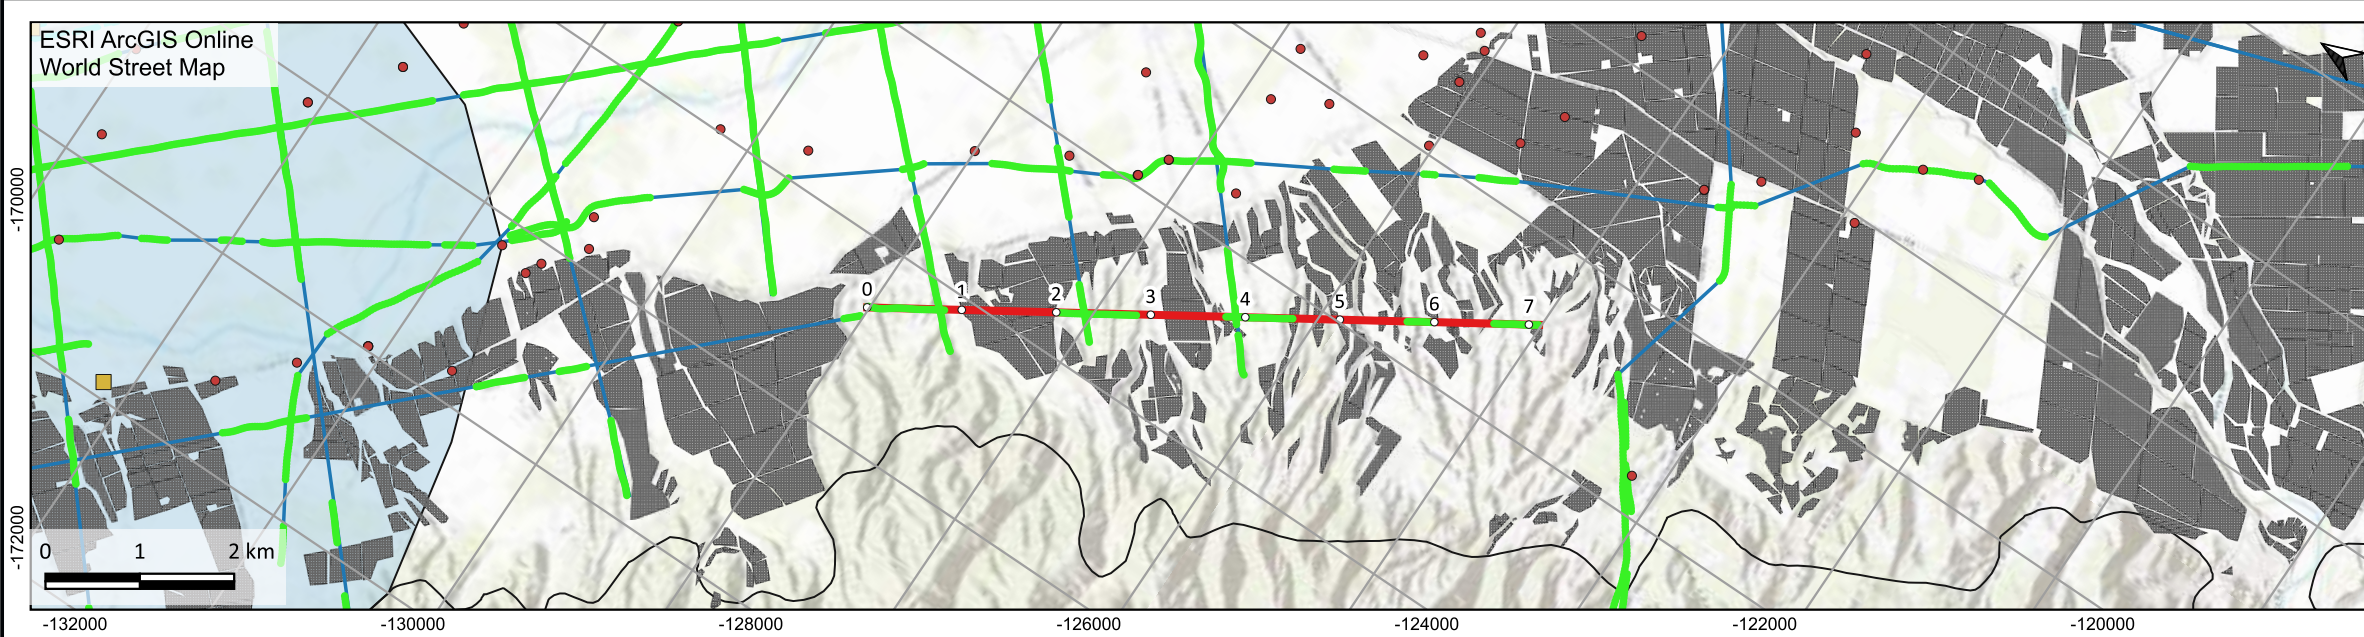 ESRI ArcGIS Online
World Street Map
-170000
-172000
0 1 2 3 4 5 6 7
0 1 2 km
-132000 -130000 -128000 -126000 -124000 -122000 -120000